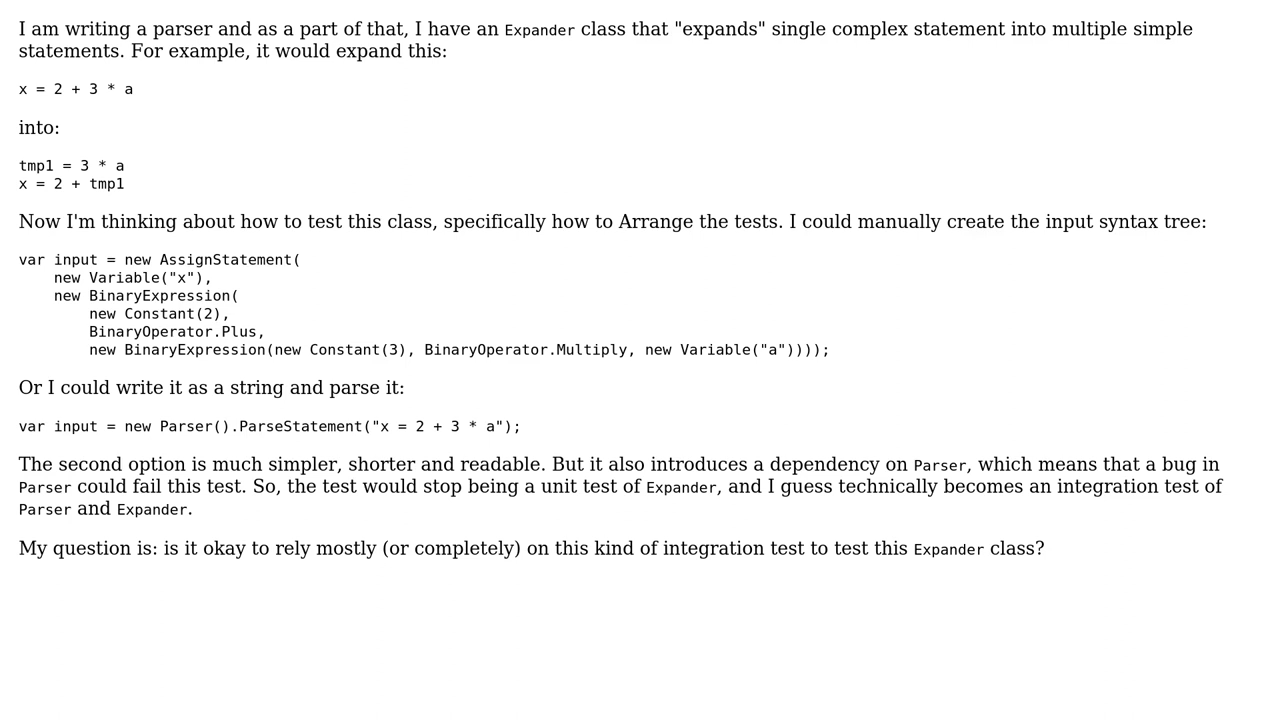 I am writing a parser and as a part of that, I have an Expander class that "expands" single complex statement into multiple simple
statements. For example, it would expand this:
x = 2 + 3 * a
into:
tmp1 = 3 * a
x = 2 + tmp1
Now I'm thinking about how to test this class, specifically how to Arrange the tests. I could manually create the input syntax tree:
var input = new AssignStatement(
    new Variable("x"),
    new BinaryExpression(
        new Constant(2),
        BinaryOperator.Plus,
        new BinaryExpression(new Constant(3), BinaryOperator.Multiply, new Variable("a"))));
Or I could write it as a string and parse it:
var input = new Parser().ParseStatement("x = 2 + 3 * a");
The second option is much simpler, shorter and readable. But it also introduces a dependency on Parser, which means that a bug in
Parser could fail this test. So, the test would stop being a unit test of Expander, and I guess technically becomes an integration test of
Parser and Expander.
My question is: is it okay to rely mostly (or completely) on this kind of integration test to test this Expander class?